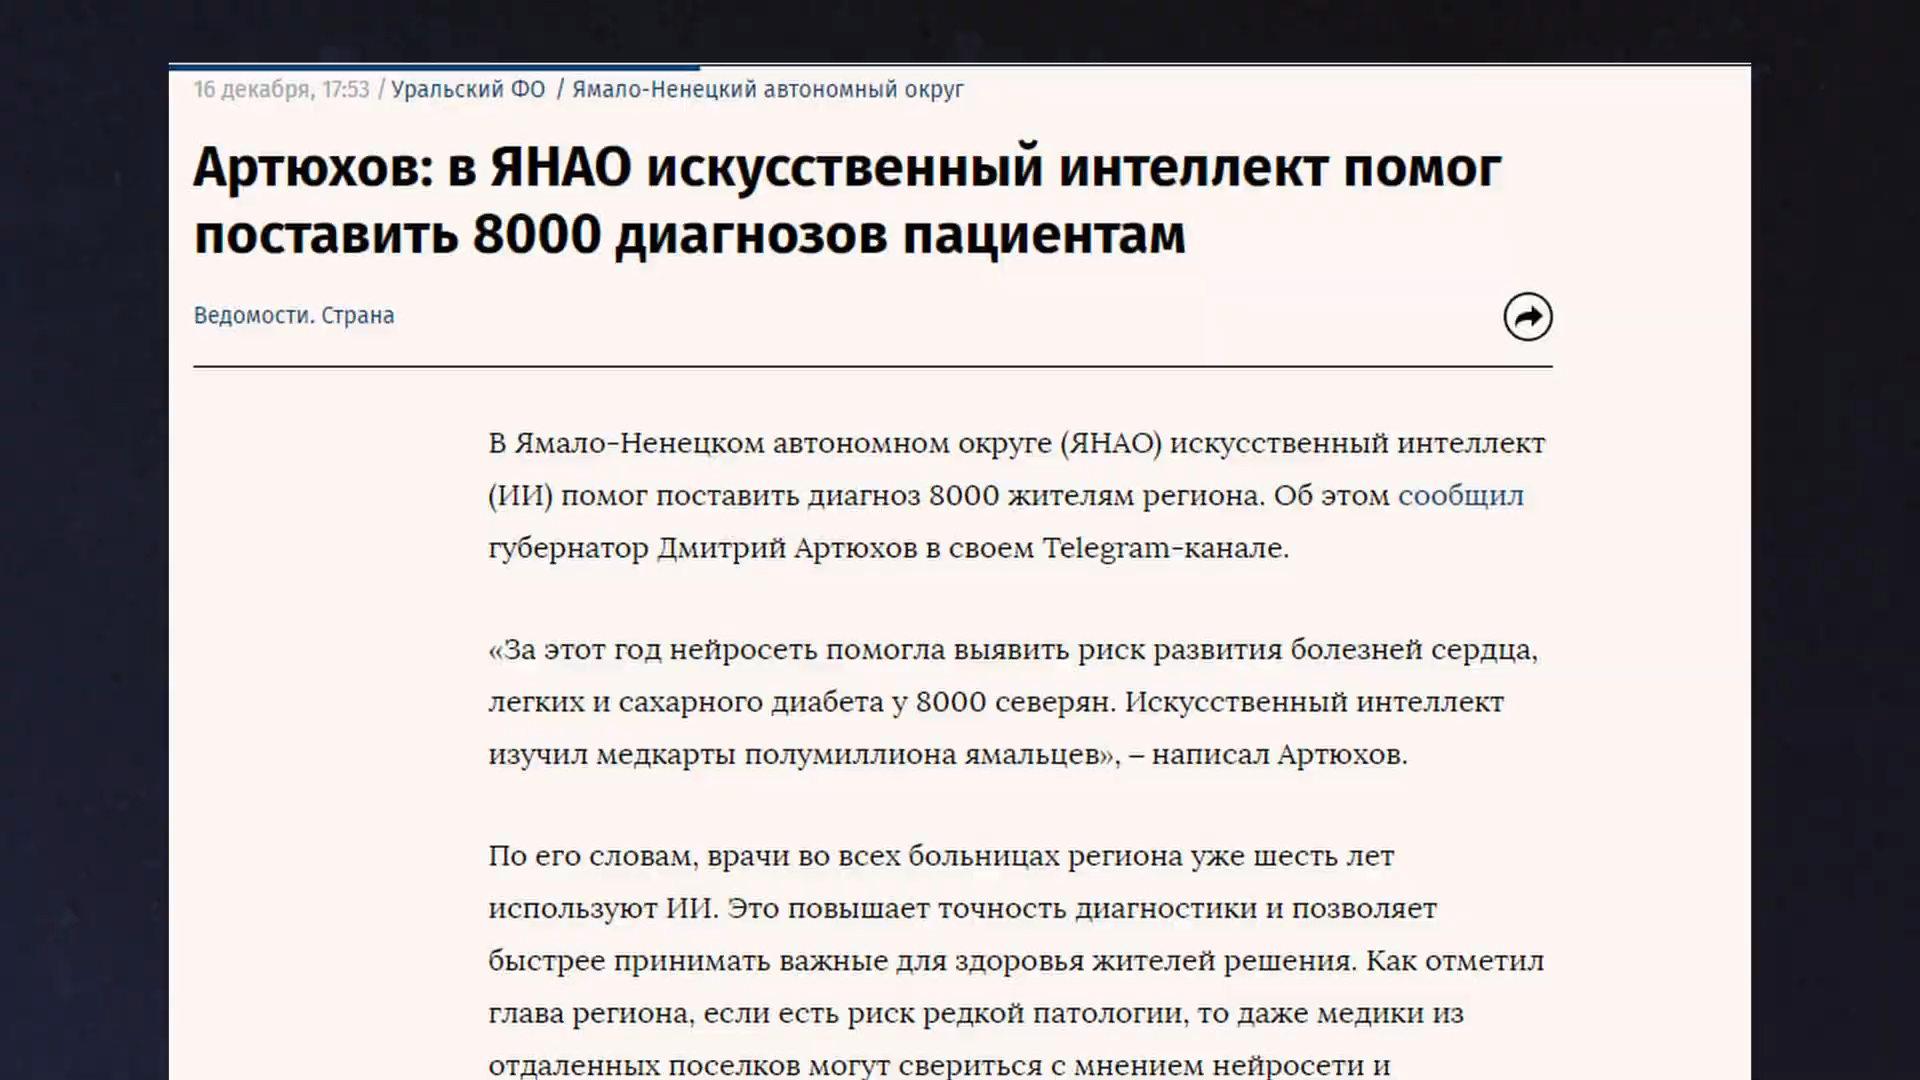 16 декабря, 17:53 / Уральский ФО / Ямало-Ненецкий автономный округ
Артюхов: в ЯНАО искусственный интеллект помог
поставить 8000 диагнозов пациентам
Ведомости. Страна
В Ямало-Ненецком автономном округе (ЯНАО) искусственный интеллект
(ИИ) помог поставить диагноз 8000 жителям региона. Об этом сообщил
губернатор Дмитрий Артюхов в своем Telegram-канале.
«За этот год нейросеть помогла выявить риск развития болезней сердца,
легких и сахарного диабета у 8000 северян. Искусственный интеллект
изучил медкарты полумиллиона ямальцев», – написал Артюхов.
По его словам, врачи во всех больницах региона уже шесть лет
используют ИИ. Это повышает точность диагностики и позволяет
быстрее принимать важные для здоровья жителей решения. Как отметил
глава региона, если есть риск редкой патологии, то даже медики из
отдаленных поселков могут свериться с мнением нейросети и